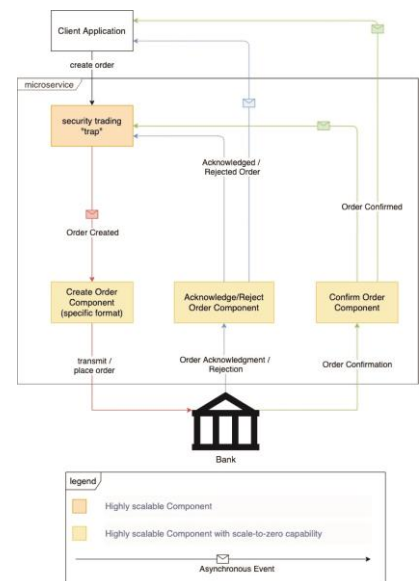 Client Application
create order
microservice
security trading
"trap"
Acknowledged /
Rejected Order
Order Created
Order Confirmed
Create Order
Component
(specific format)
Acknowledge/Reject
Order Component
Confirm Order
Component
transmit /
place order
Order Acknowledgment /
Rejection
Order Confirmation
Bank
legend
Highly scalable Component
Highly scalable Component with scale-to-zero capability
Asynchronous Event